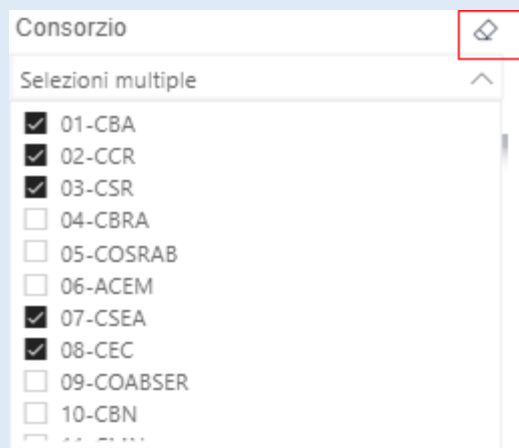 Consorzio
Selezioni multiple
01-CBA
02-CCR
03-CSR
04-CBRA
05-COSRAB
06-ACEM
07-CSEA
08-CEC
09-COABSER
10-CBN